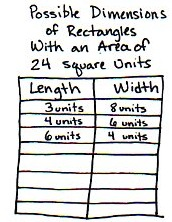 Possible Dimensions
of Rectangles
With an Area of
24 square Units
Length Width
3 units 8 units
4 units 6 units
6 units 4 units